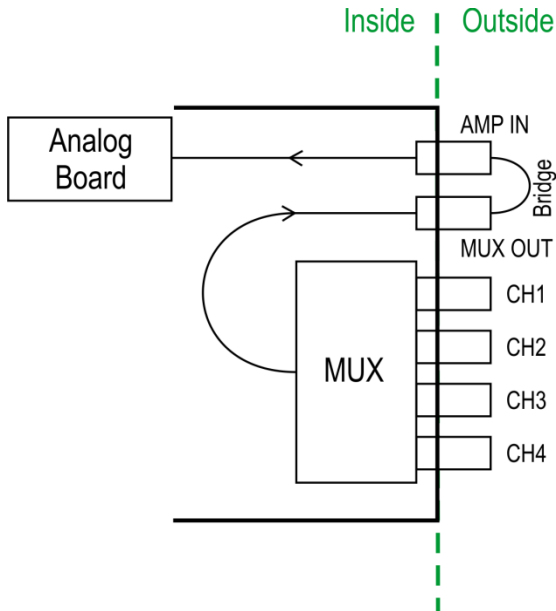 Inside
Outside
Analog
Board
AMP IN
Bridge
MUX OUT
MUX
CH1
CH2
CH3
CH4